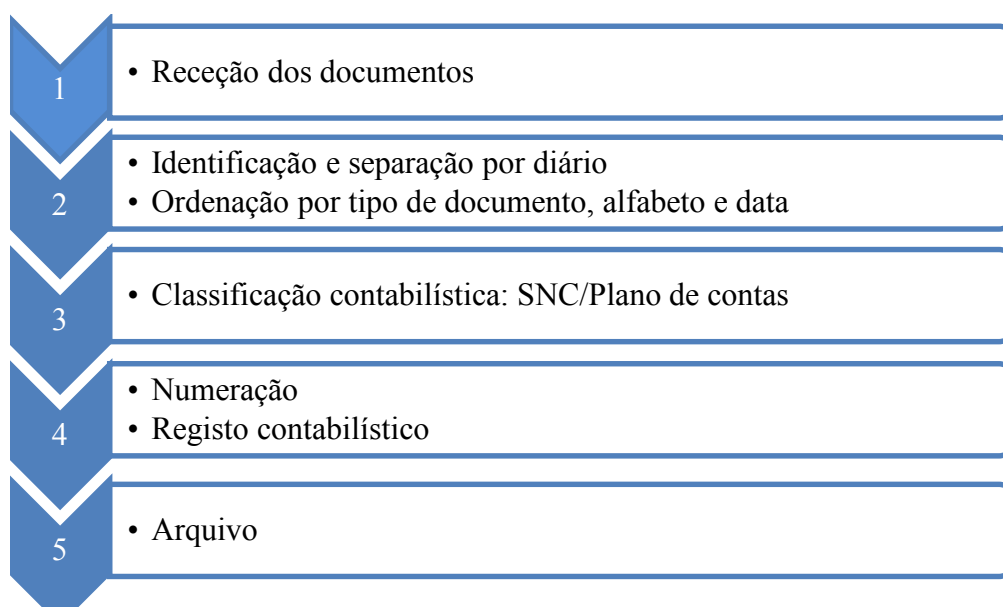 1
• Receção dos documentos
2
• Identificação e separação por diário
• Ordenação por tipo de documento, alfabeto e data
3
• Classificação contabilística: SNC/Plano de contas
4
• Numeração
• Registo contabilístico
5
• Arquivo